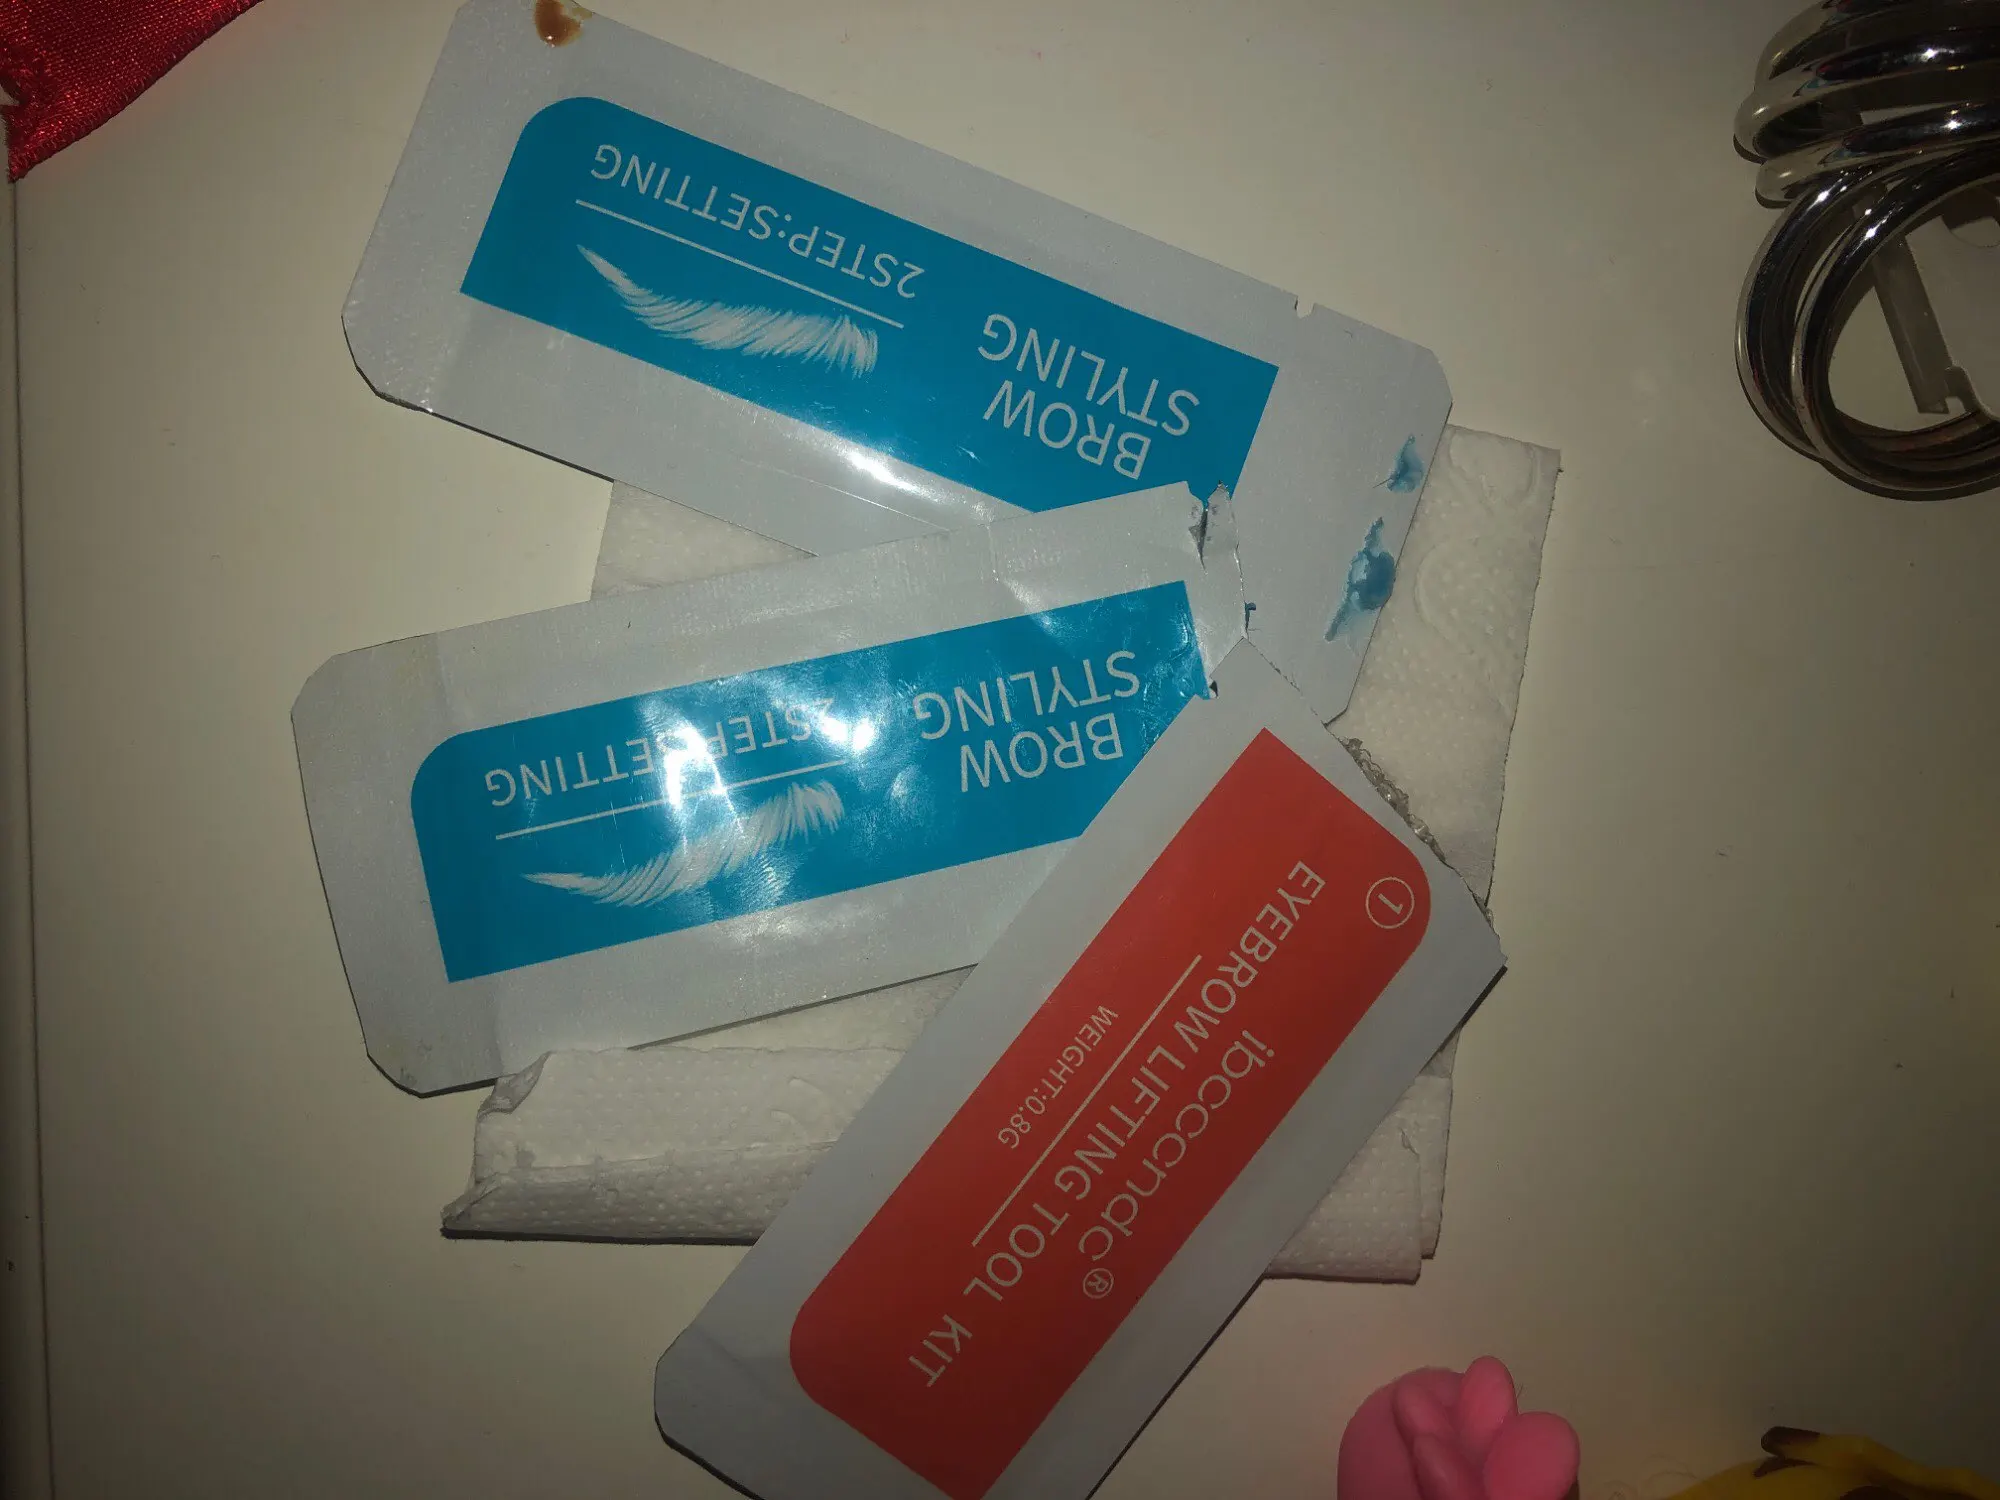 BROW
STYLING
2STEP:SETTING
BROW
STYLING
2STEP:SETTING
1
ibcccndc®
EYEBROW LIFTING TOOL KIT
WEIGHT:0.8G